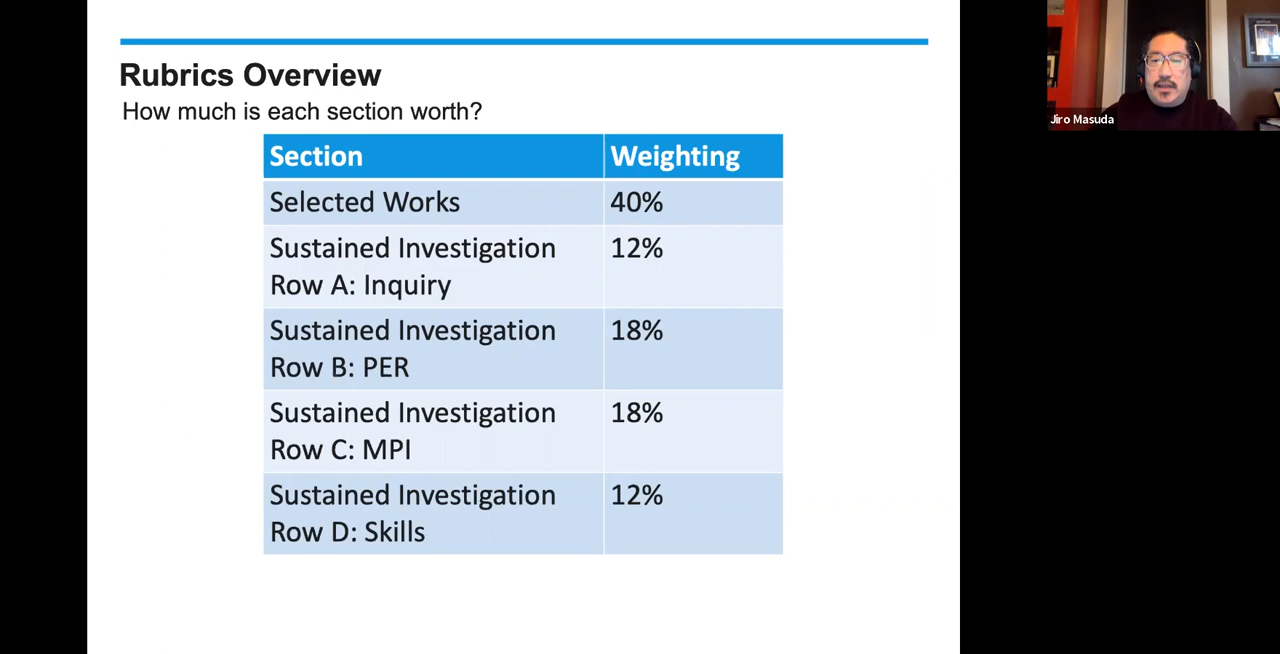 Rubrics Overview
How much is each section worth?
Section Weighting
Selected Works 40%
Sustained Investigation 12%
Row A: Inquiry
Sustained Investigation 18%
Row B: PER
Sustained Investigation 18%
Row C: MPI
Sustained Investigation 12%
Row D: Skills
Jiro Masuda